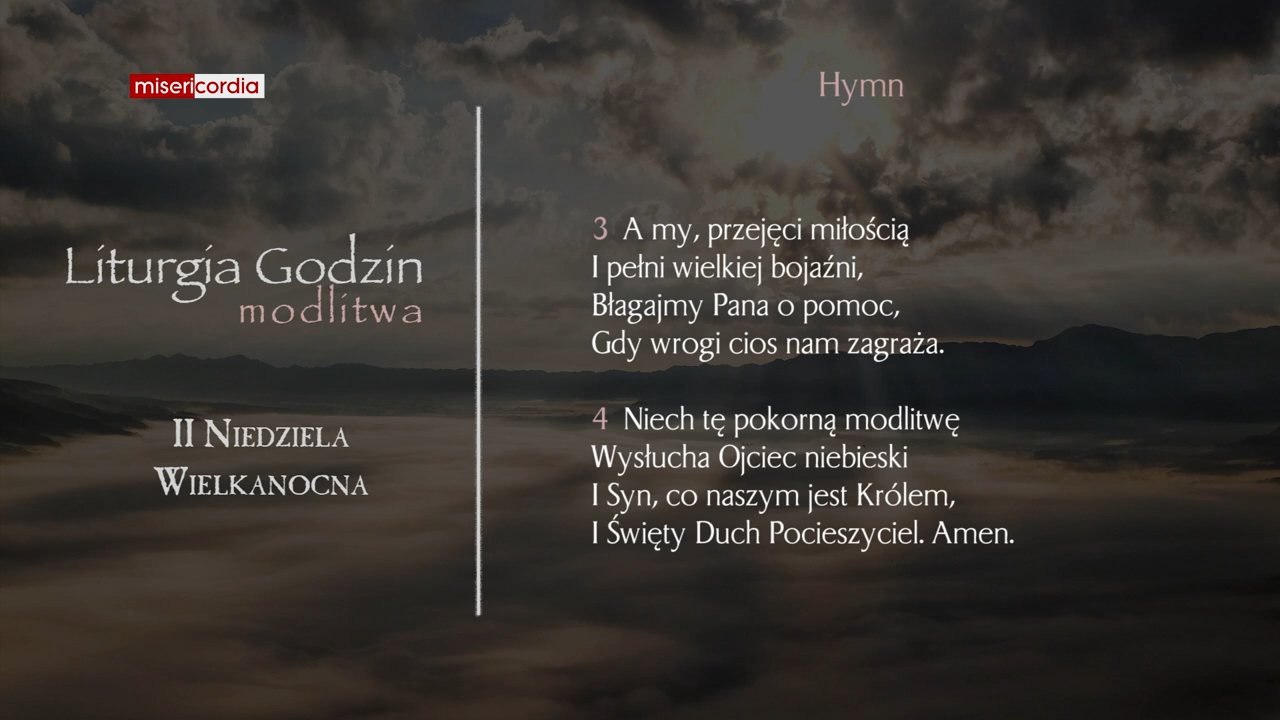 misericordia
Liturgia Godzin
modlitwa
II Niedziela
Wielkanocna
Hymn
3 A my, przejęci miłością
I pełni wielkiej bojaźni,
Błagajmy Pana o pomoc,
Gdy wrogi cios nam zagraża.
4 Niech tę pokorną modlitwę
Wysłucha Ojciec niebieski
I Syn, co naszym jest Królem,
I Święty Duch Pocieszyciel. Amen.